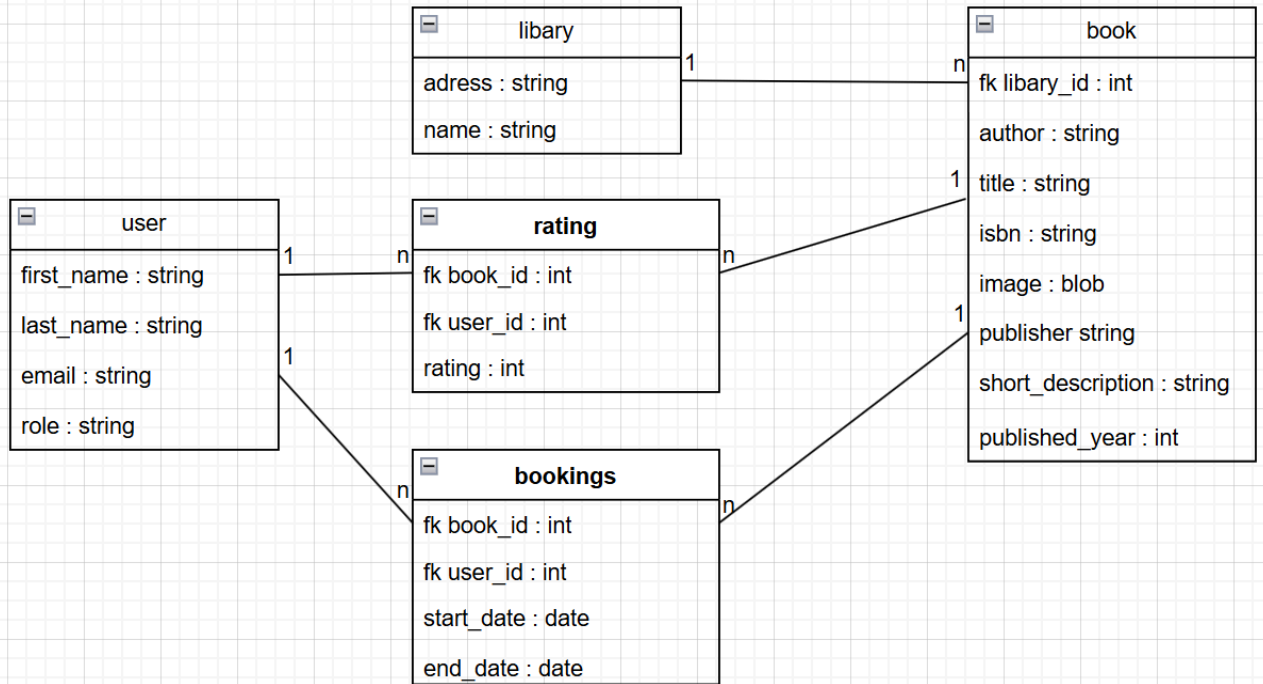 libary
adress : string
name : string
1
n
book
fk libary_id : int
author : string
title : string
isbn : string
image : blob
publisher string
short_description : string
published_year : int
user
first_name : string
last_name : string
email : string
role : string
1
n
rating
fk book_id : int
fk user_id : int
rating : int
n
1
1
n
bookings
fk book_id : int
fk user_id : int
start_date : date
end_date : date
n
1